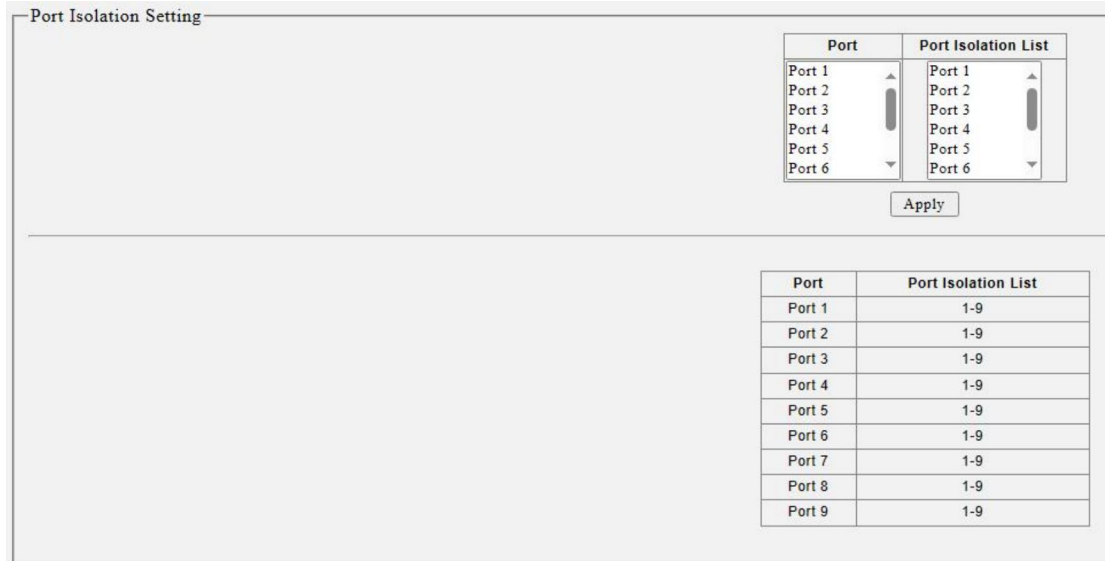 Port Isolation Setting
Port Port Isolation List
Port 1 Port 1
Port 2 Port 2
Port 3 Port 3
Port 4 Port 4
Port 5 Port 5
Port 6 Port 6
Apply
Port Port Isolation List
Port 1 1-9
Port 2 1-9
Port 3 1-9
Port 4 1-9
Port 5 1-9
Port 6 1-9
Port 7 1-9
Port 8 1-9
Port 9 1-9